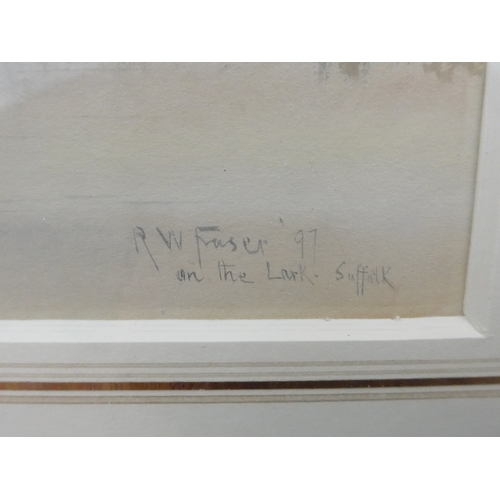 R W Fraser '97
on the Lark. Suffolk